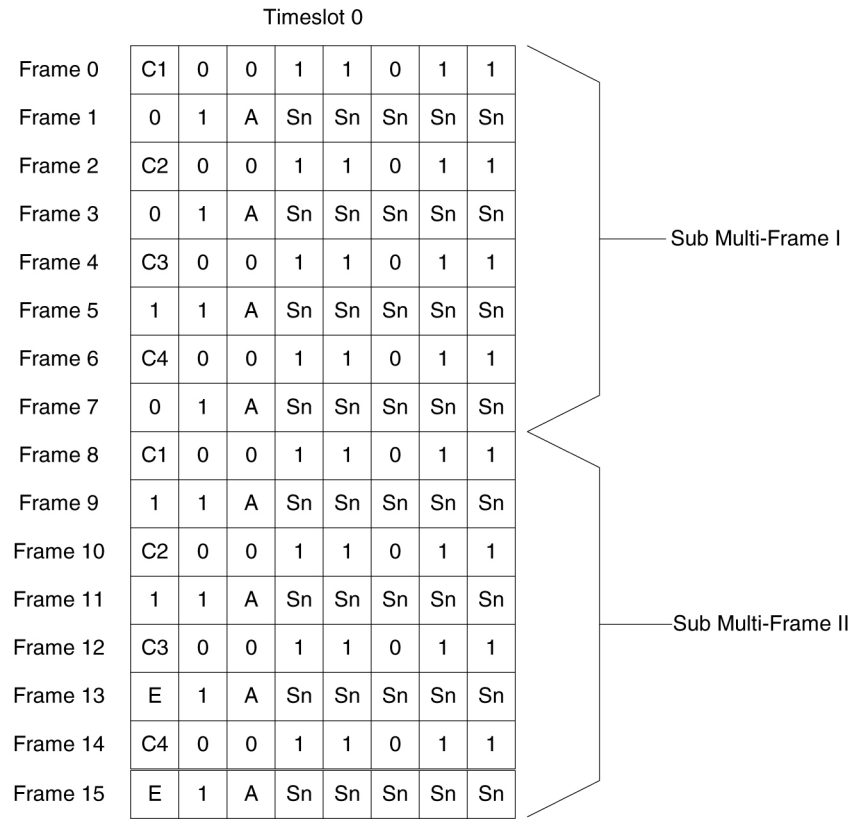 Timeslot 0
Frame 0 C1 0 0 1 1 0 1 1
Frame 1 0 1 A Sn Sn Sn Sn Sn
Frame 2 C2 0 0 1 1 0 1 1
Frame 3 0 1 A Sn Sn Sn Sn Sn
Sub Multi-Frame I
Frame 4 C3 0 0 1 1 0 1 1
Frame 5 1 1 A Sn Sn Sn Sn Sn
Frame 6 C4 0 0 1 1 0 1 1
Frame 7 0 1 A Sn Sn Sn Sn Sn
Frame 8 C1 0 0 1 1 0 1 1
Frame 9 1 1 A Sn Sn Sn Sn Sn
Frame 10 C2 0 0 1 1 0 1 1
Frame 11 1 1 A Sn Sn Sn Sn Sn
Sub Multi-Frame II
Frame 12 C3 0 0 1 1 0 1 1
Frame 13 E 1 A Sn Sn Sn Sn Sn
Frame 14 C4 0 0 1 1 0 1 1
Frame 15 E 1 A Sn Sn Sn Sn Sn